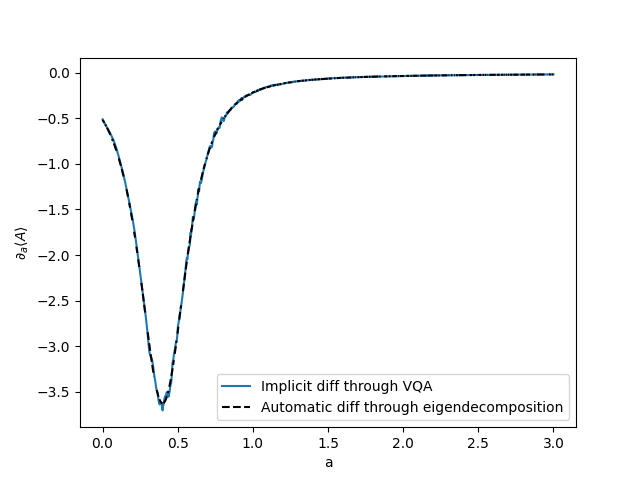 0.0
−0.5
−1.0
−1.5
−2.0
−2.5
−3.0
−3.5
∂ₐ⟨A⟩
Implicit diff through VQA
Automatic diff through eigendecomposition
0.0 0.5 1.0 1.5 2.0 2.5 3.0
a